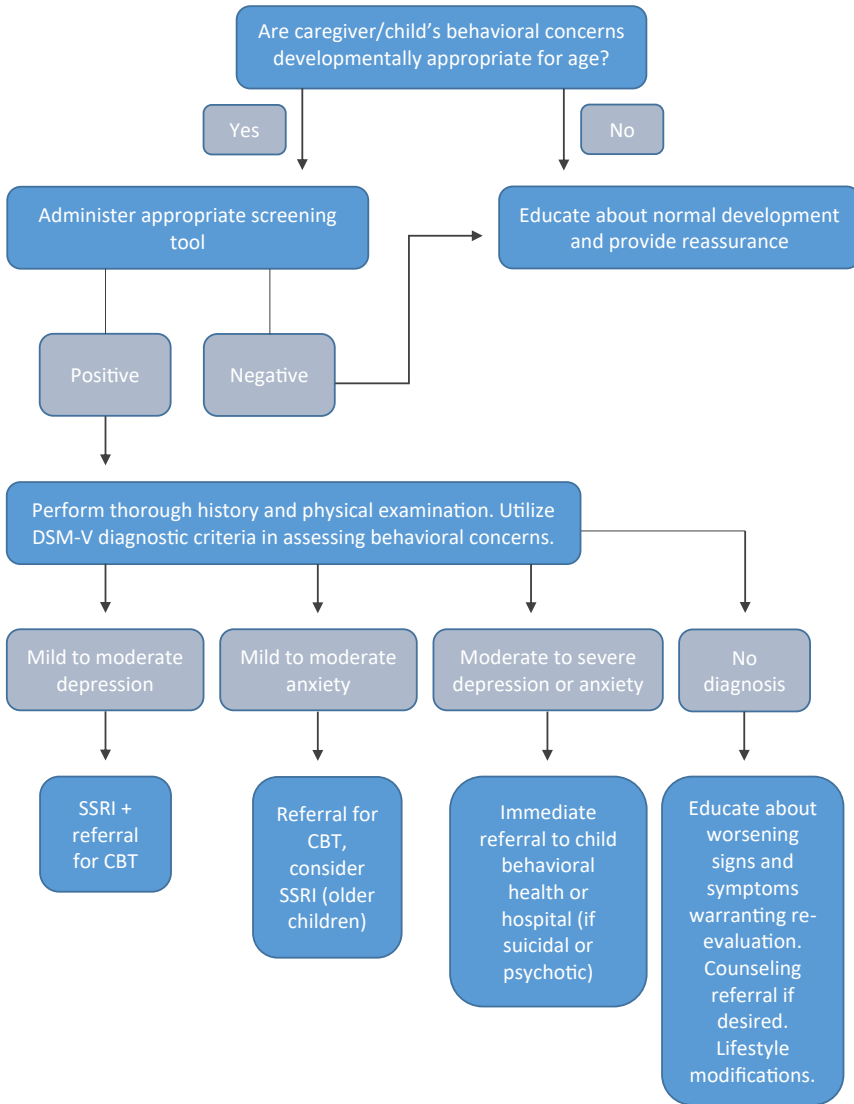 Are caregiver/child's behavioral concerns
developmentally appropriate for age?
Yes
No
Administer appropriate screening
tool
Educate about normal development
and provide reassurance
Positive
Negative
Perform thorough history and physical examination. Utilize
DSM-V diagnostic criteria in assessing behavioral concerns.
Mild to moderate
depression
Mild to moderate
anxiety
Moderate to severe
depression or anxiety
No
diagnosis
SSRI +
referral
for CBT
Referral for
CBT,
consider
SSRI (older
children)
Immediate
referral to child
behavioral
health or
hospital (if
suicidal or
psychotic)
Educate about
worsening
signs and
symptoms
warranting re-
evaluation.
Counseling
referral if
desired.
Lifestyle
modifications.